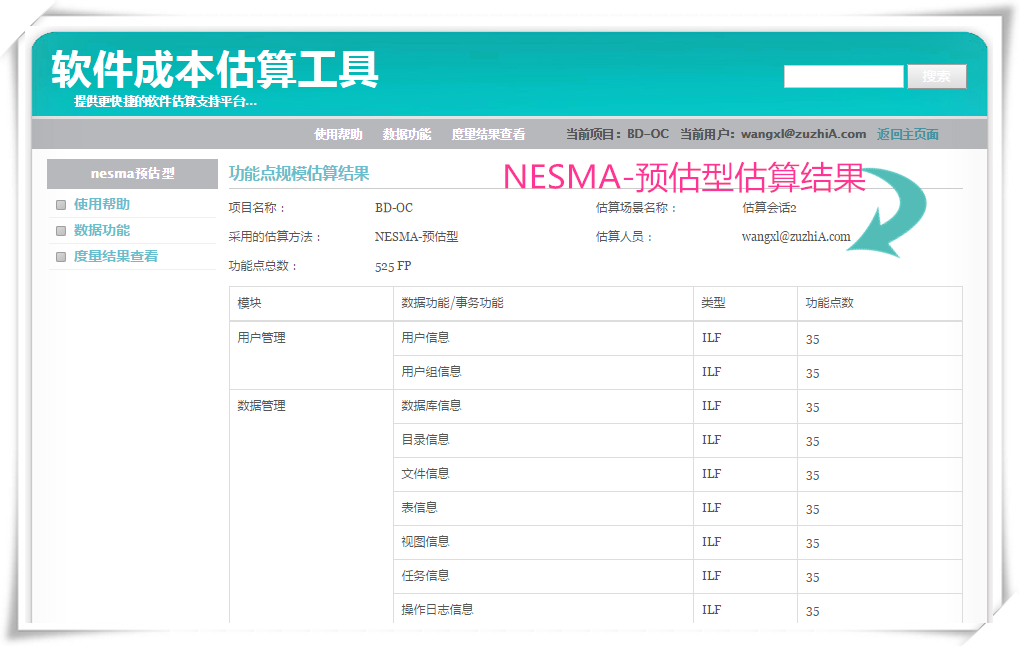 软件成本估算工具
提供更快捷的软件估算支持平台...
搜索
使用帮助 数据功能 度量结果查看 当前项目：BD-OC 当前用户：wangxl@zuzhiA.com 返回主页面
nesma预估型
使用帮助
数据功能
度量结果查看
功能点规模估算结果
NESMA-预估型估算结果
项目名称： BD-OC 估算场景名称： 估算会话2
采用的估算方法： NESMA-预估型 估算人员： wangxl@zuzhiA.com
功能点总数： 525 FP
模块 数据功能/事务功能 类型 功能点数
用户管理 用户信息 ILF 35
用户组信息 ILF 35
数据管理 数据库信息 ILF 35
目录信息 ILF 35
文件信息 ILF 35
表信息 ILF 35
视图信息 ILF 35
任务信息 ILF 35
操作日志信息 ILF 35